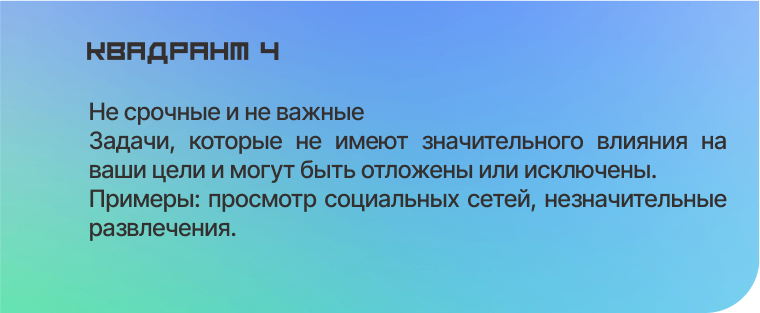 КВАДРАНТ 4
Не срочные и не важные
Задачи, которые не имеют значительного влияния на
ваши цели и могут быть отложены или исключены.
Примеры: просмотр социальных сетей, незначительные
развлечения.